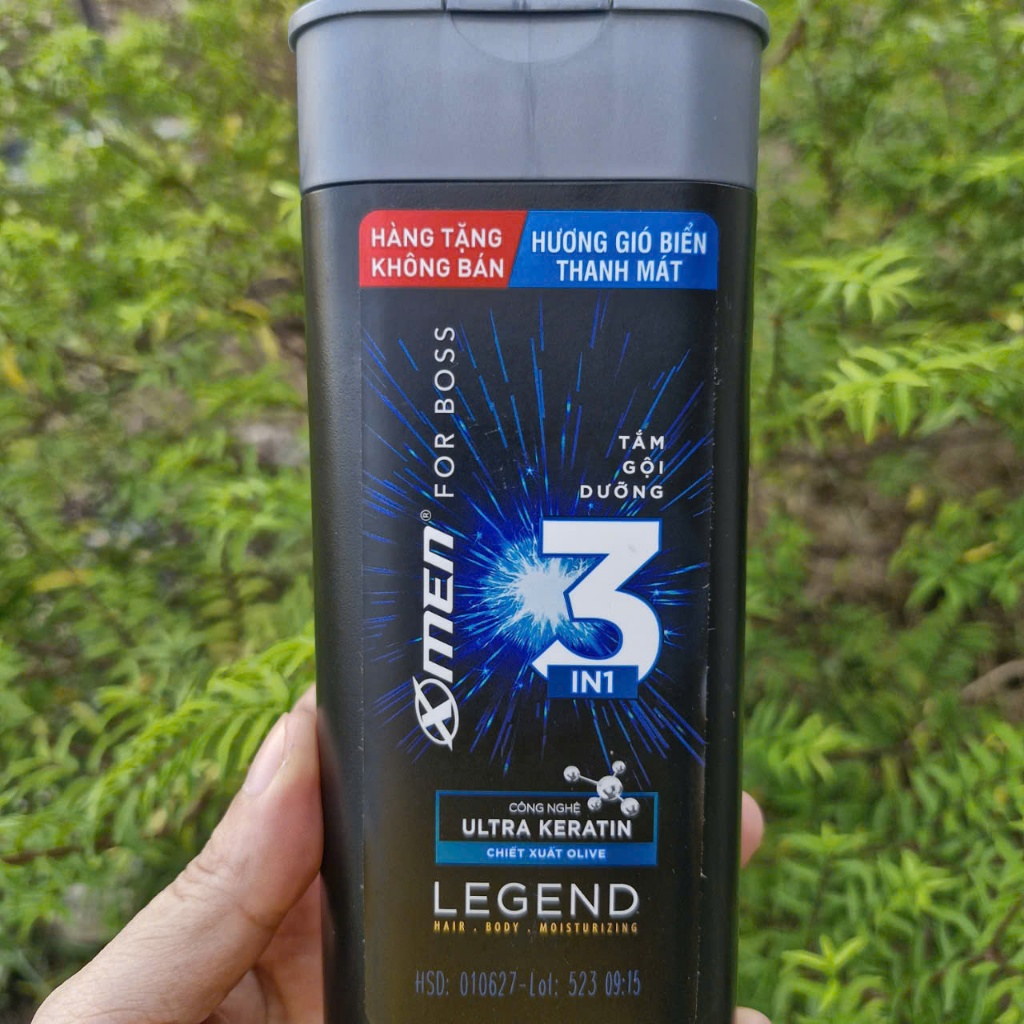 HÀNG TẶNG
KHÔNG BÁN
HƯƠNG GIÓ BIỂN
THANH MÁT
XMEN® FOR BOSS
TẮM
GỘI
DƯỠNG
3
IN1
CÔNG NGHỆ
ULTRA KERATIN
CHIẾT XUẤT OLIVE
LEGEND
HAIR . BODY . MOISTURIZING
HSD: 010627-Lot: 523 09:15